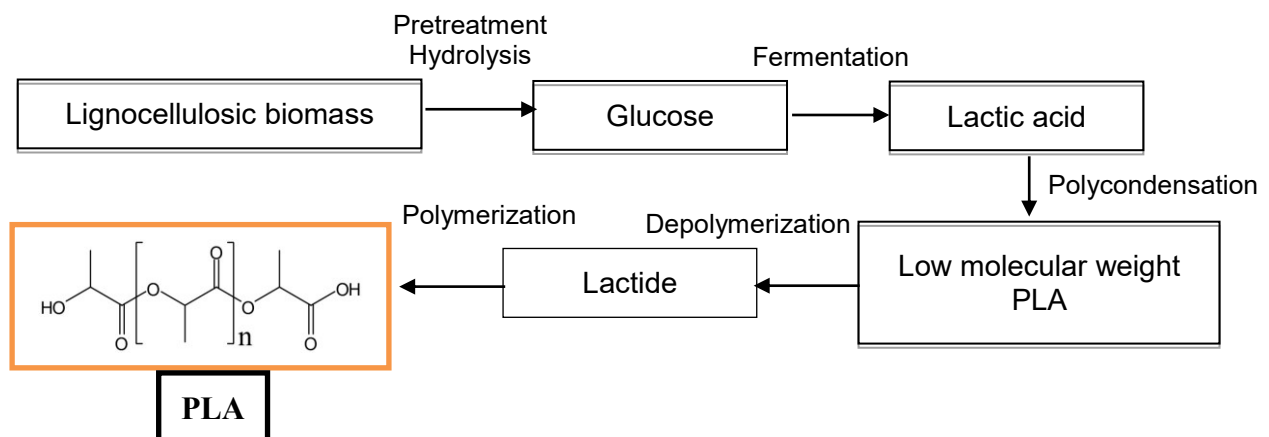 Pretreatment
Hydrolysis
Fermentation
Lignocellulosic biomass
Glucose
Lactic acid
Polycondensation
Polymerization
Depolymerization
Low molecular weight
PLA
Lactide
O
O
OH
HO
O
O
O
n
O
PLA